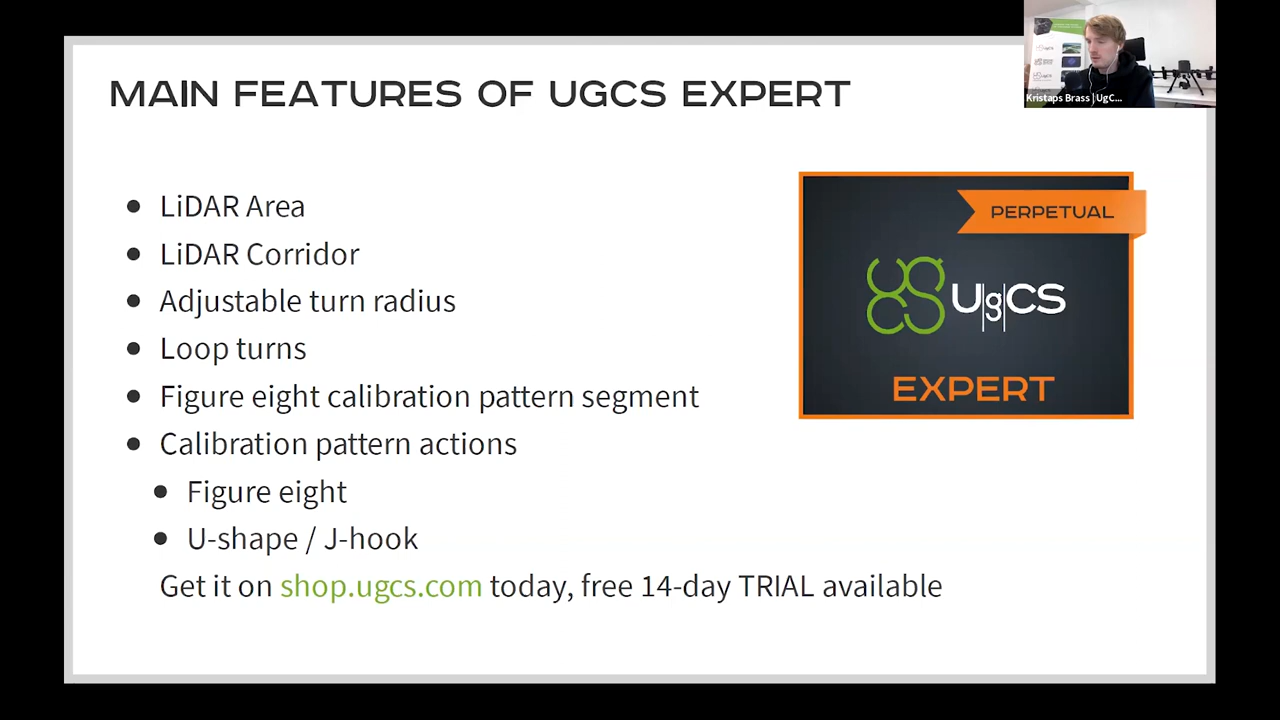 MAIN FEATURES OF UGCS EXPERT
Kristaps Brass | UgC...
PERPETUAL
UgCS
EXPERT
LiDAR Area
LiDAR Corridor
Adjustable turn radius
Loop turns
Figure eight calibration pattern segment
Calibration pattern actions
Figure eight
U-shape / J-hook
Get it on shop.ugcs.com today, free 14-day TRIAL available